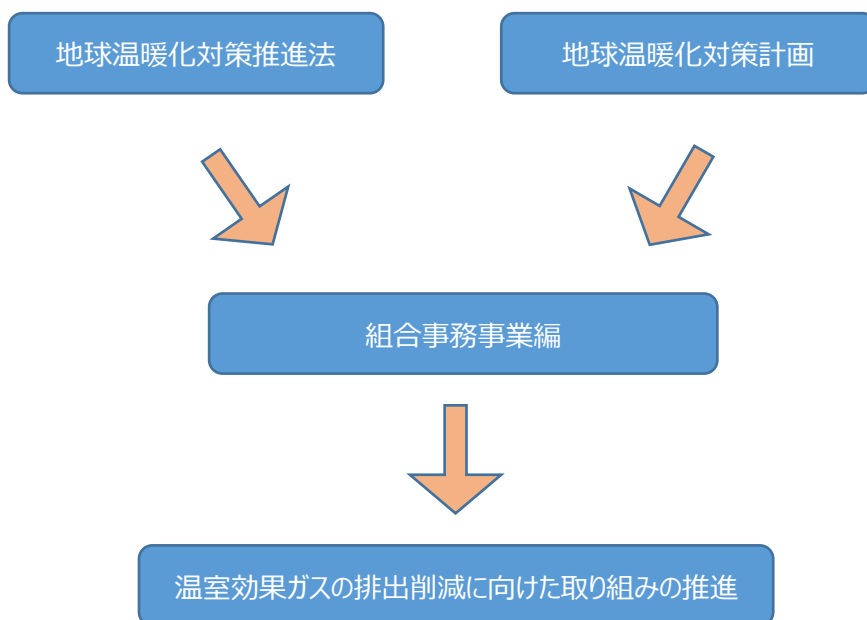 地球温暖化対策推進法
地球温暖化対策計画
組合事務事業編
温室効果ガスの排出削減に向けた取り組みの推進